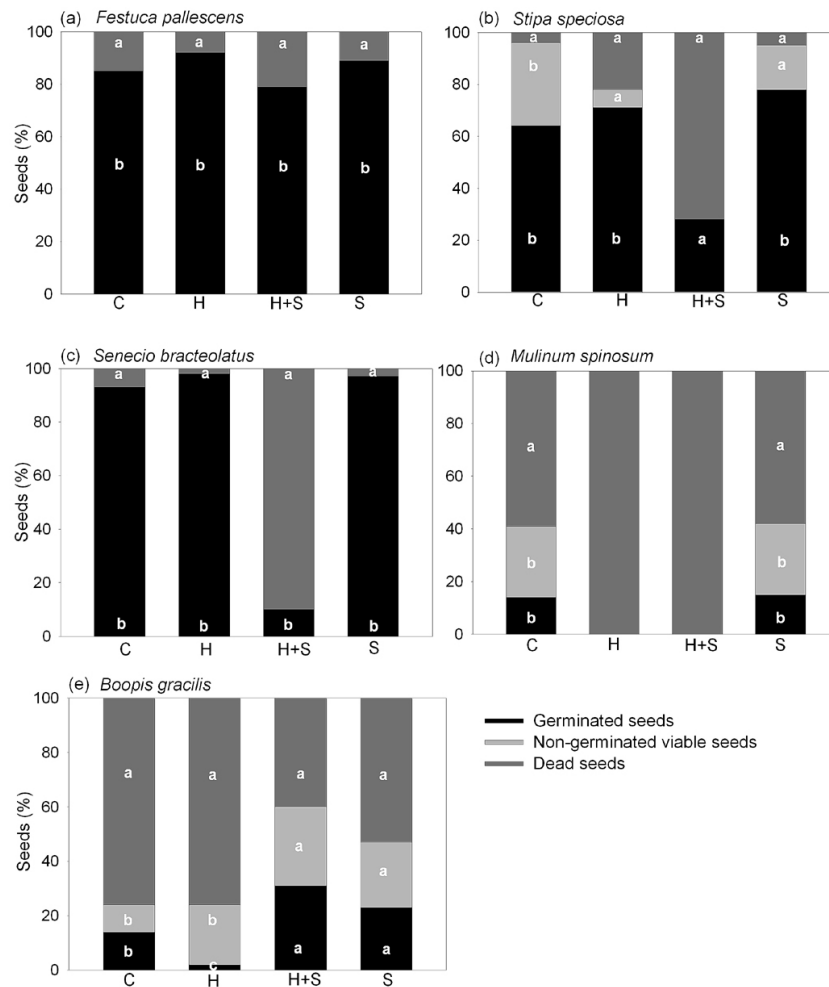 (a) Festuca pallescens
Seeds (%)
100
80
60
40
20
0
a a a a
b b b b
C H H+S S
(b) Stipa speciosa
100
80
60
40
20
0
a a a a
b a a
b b a b
C H H+S S
(c) Senecio bracteolatus
Seeds (%)
100
80
60
40
20
0
a a a a
b b b b
C H H+S S
(d) Mulinum spinosum
100
80
60
40
20
0
a a
b b
b b
C H H+S S
(e) Boopis gracilis
Seeds (%)
100
80
60
40
20
0
a a a a
b b a a
b c a a
C H H+S S
Germinated seeds
Non-germinated viable seeds
Dead seeds